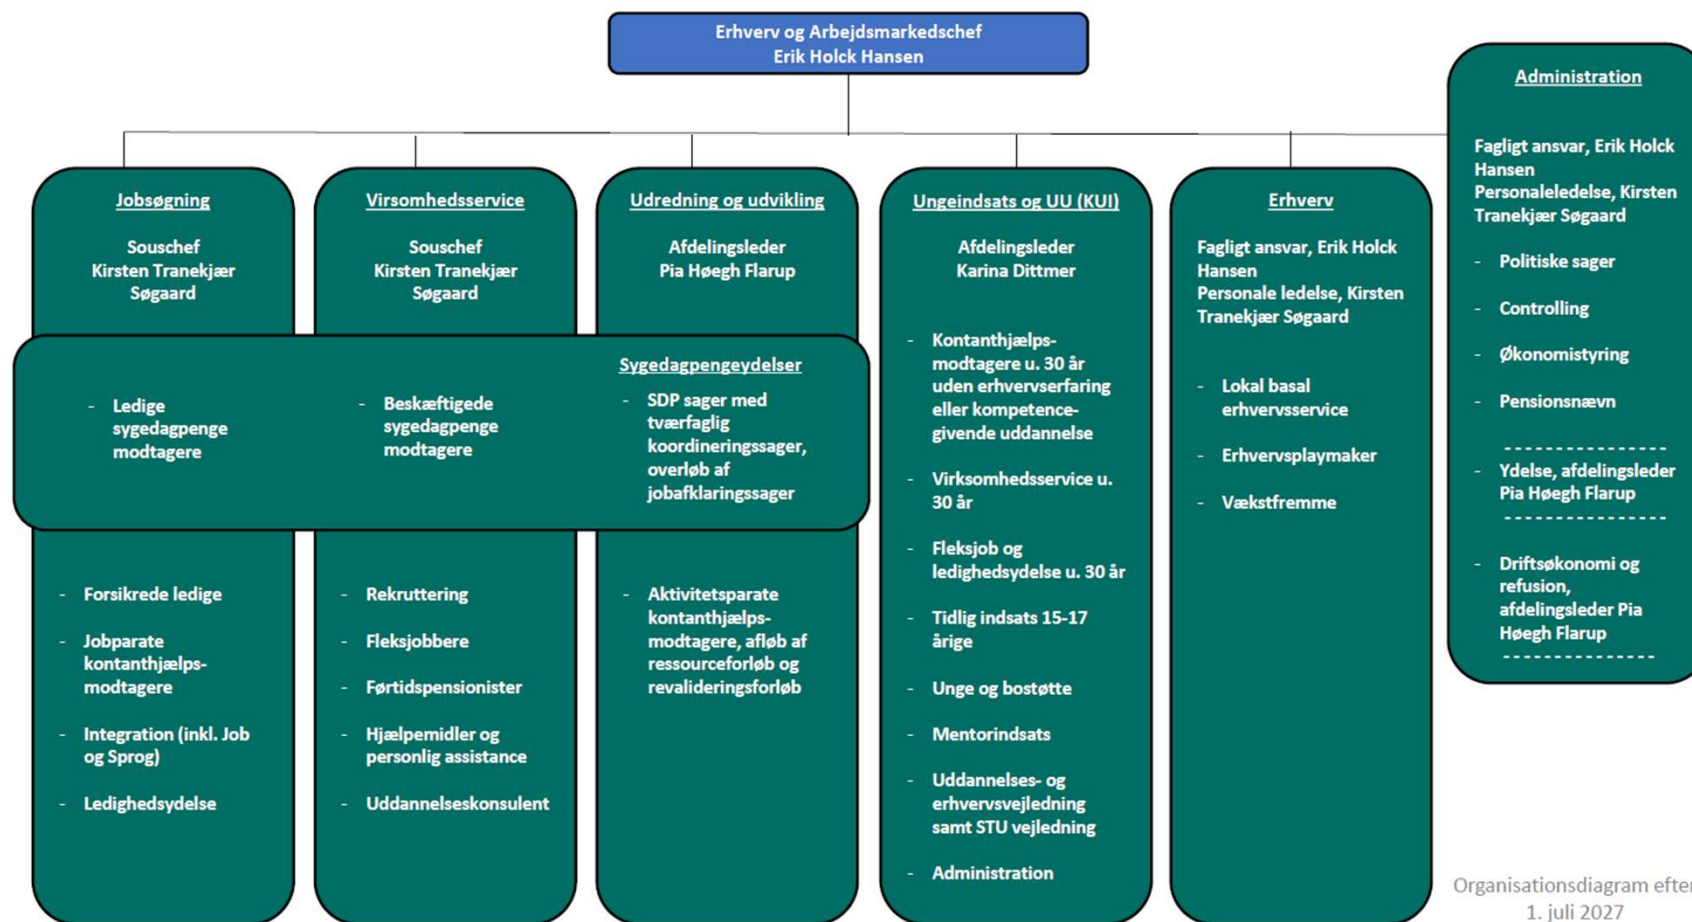 Erhverv og Arbejdsmarkedschef
Erik Holck Hansen
Jobsøgning
Souschef
Kirsten Tranekjær
Søgaard
- Ledige
sygedagpenge
modtagere
- Forsikrede ledige
- Jobparate
kontanthjælps-
modtagere
- Integration (inkl. Job
og Sprog)
- Ledighedsydelse
Virsomhedsservice
Souschef
Kirsten Tranekjær
Søgaard
- Beskæftigede
sygedagpenge
modtagere
- Rekruttering
- Fleksjobbere
- Førtidspensionister
- Hjælpemidler og
personlig assistance
- Uddannelseskonsulent
Udredning og udvikling
Afdelingsleder
Pia Høegh Flarup
Sygedagpengeydelser
- SDP sager med
tværfaglig
koordineringssager,
overløb af
jobafklaringssager
- Aktivitetsparate
kontanthjælps-
modtagere, afløb af
ressourceforløb og
revalideringsforløb
Ungeindsats og UU (KUI)
Afdelingsleder
Karina Dittmer
- Kontanthjælps-
modtagere u. 30 år
uden erhvervserfaring
eller kompetence-
givende uddannelse
- Virksomhedsservice u.
30 år
- Fleksjob og
ledighedsydelse u. 30 år
- Tidlig indsats 15-17
årige
- Unge og bostøtte
- Mentorindsats
- Uddannelses- og
erhvervsvejledning
samt STU vejledning
- Administration
Erhverv
Fagligt ansvar, Erik Holck
Hansen
Personale ledelse, Kirsten
Tranekjær Søgaard
- Lokal basal
erhvervsservice
- Erhvervsplaymaker
- Vækstfremme
Administration
Fagligt ansvar, Erik Holck
Hansen
Personaleledelse, Kirsten
Tranekjær Søgaard
- Politiske sager
- Controlling
- Økonomistyring
- Pensionsnævn
- Ydelse, afdelingsleder
Pia Høegh Flarup
- Driftsøkonomi og
refusion,
afdelingsleder Pia
Høegh Flarup
Organisationsdiagram efter
1. juli 2027